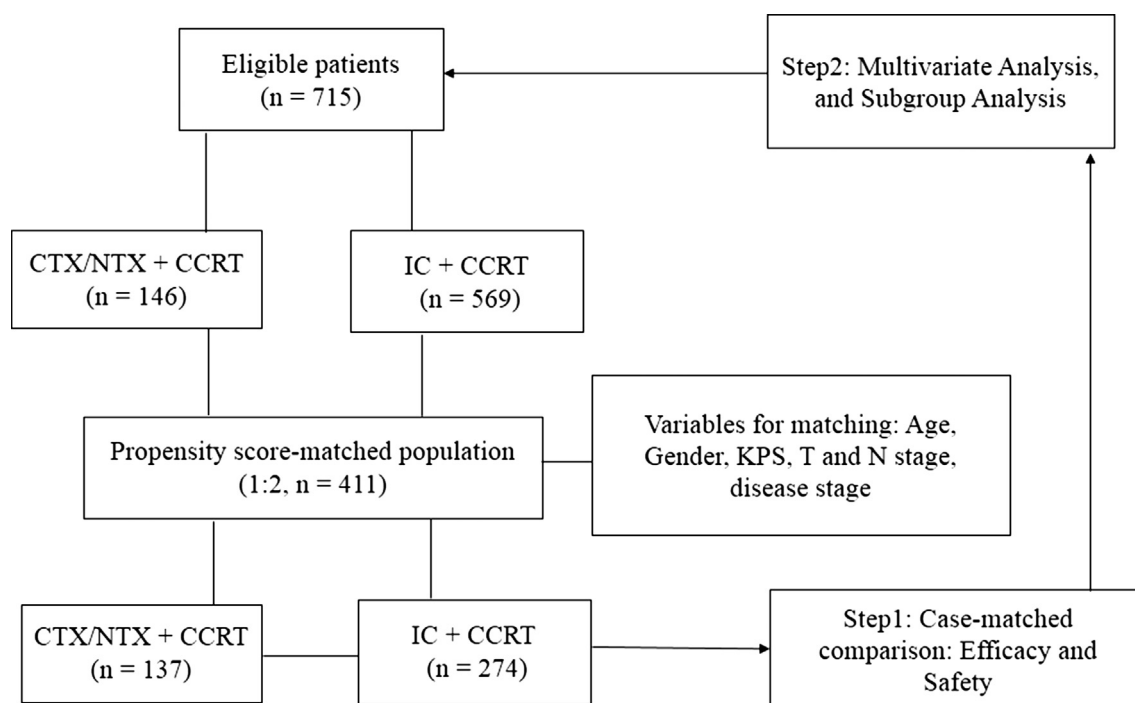 Eligible patients
(n = 715)
Step2: Multivariate Analysis,
and Subgroup Analysis
CTX/NTX + CCRT
(n = 146)
IC + CCRT
(n = 569)
Propensity score-matched population
(1:2, n = 411)
Variables for matching: Age,
Gender, KPS, T and N stage,
disease stage
CTX/NTX + CCRT
(n = 137)
IC + CCRT
(n = 274)
Step1: Case-matched
comparison: Efficacy and
Safety